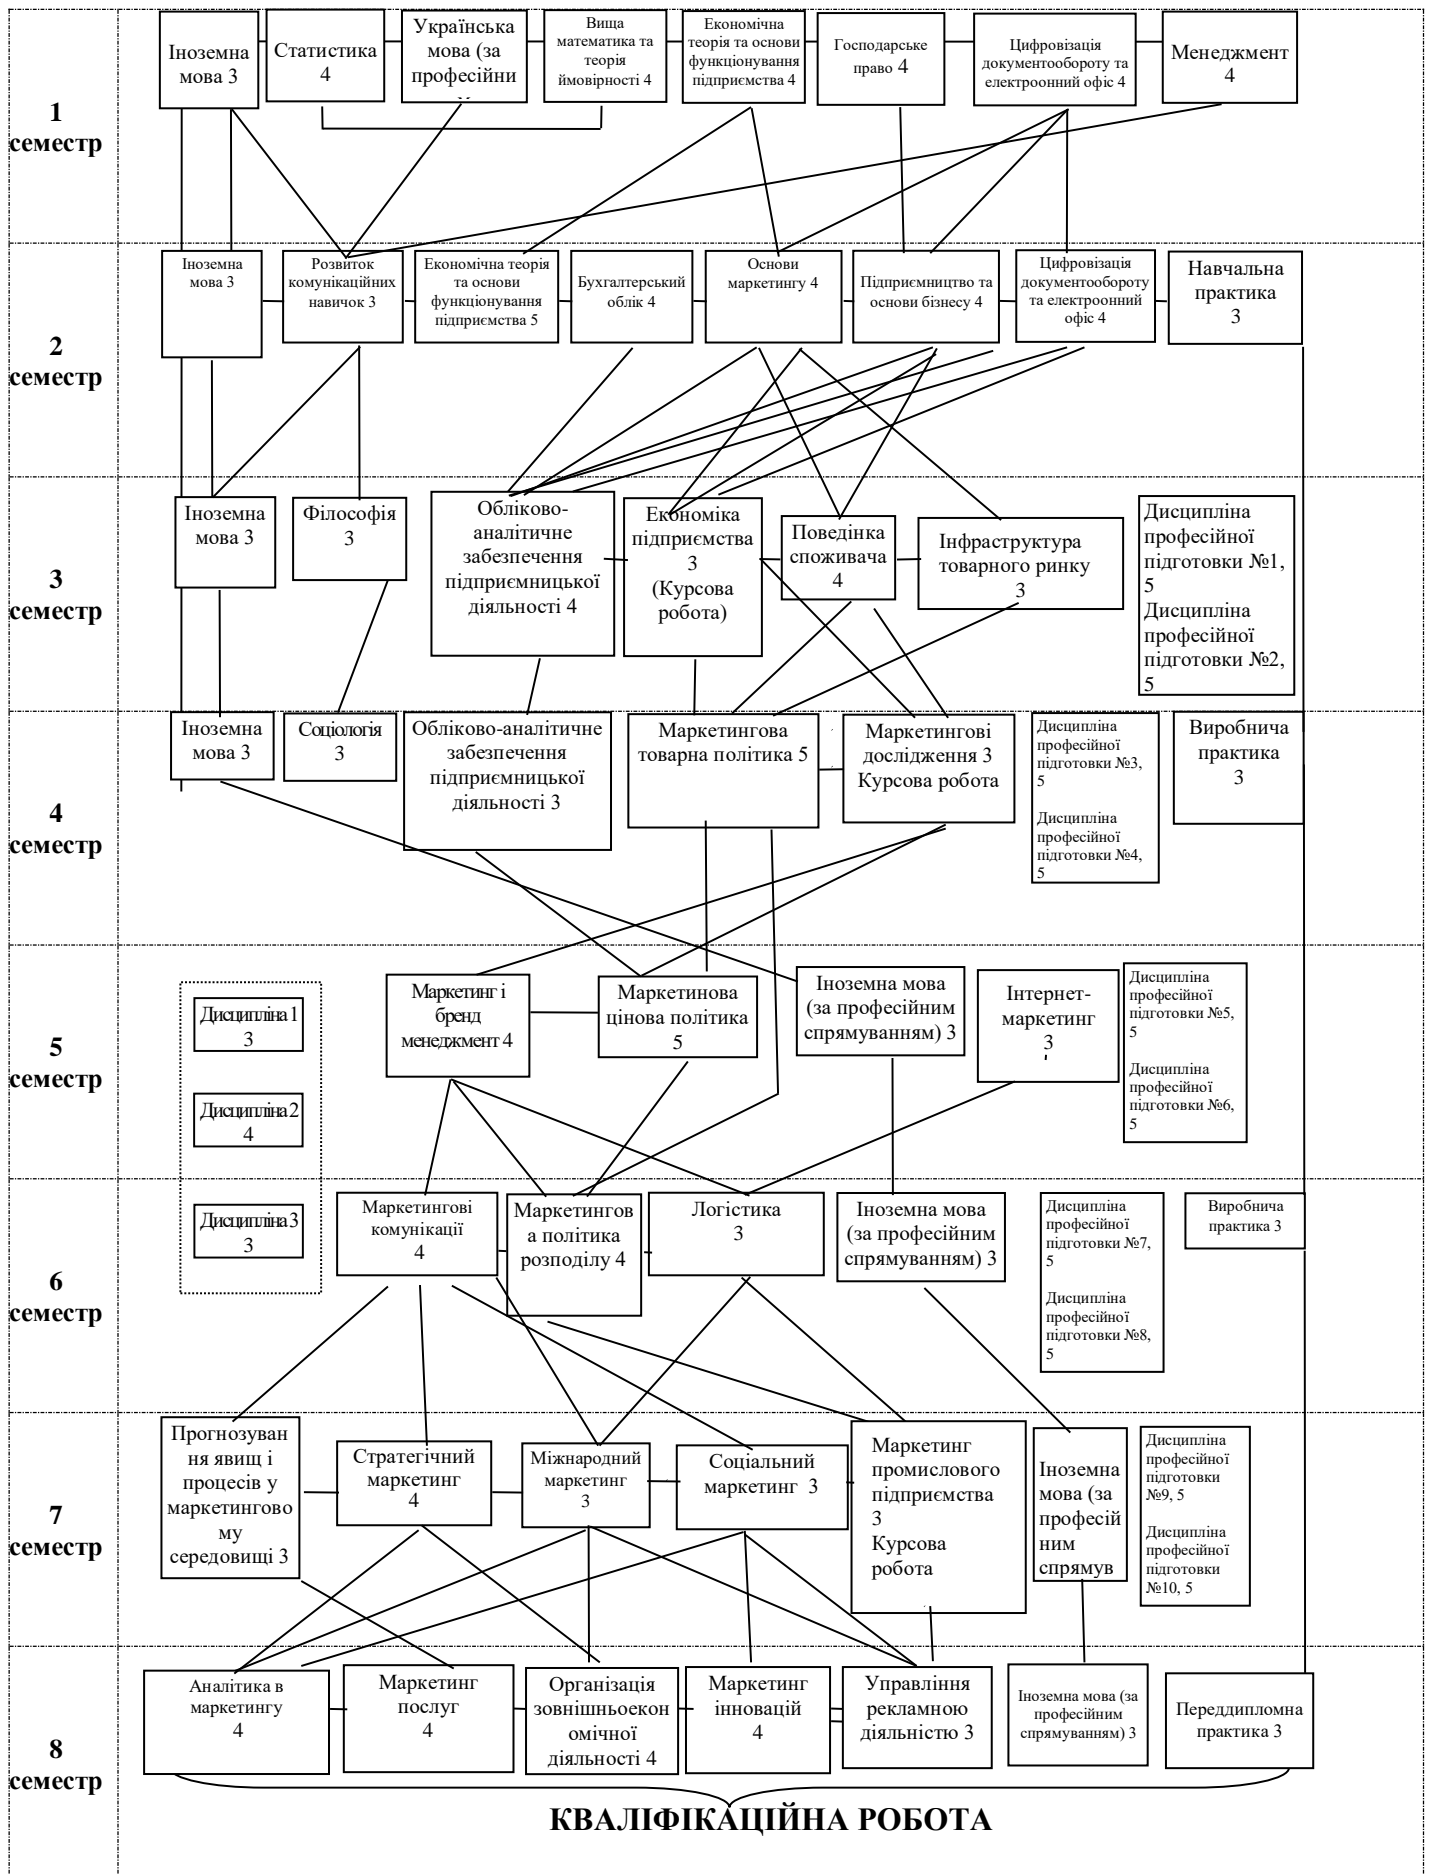 1
семестр
Іноземна
мова 3
Статистика
4
Українська
мова (за
професійни
Вища
математика та
теорія
ймовірності 4
Економічна
теорія та основи
функціонування
підприємства 4
Господарське
право 4
Цифровізація
документообороту та
електроонний офіс 4
Менеджмент
4
2
семестр
Іноземна
мова 3
Розвиток
комунікаційних
навичок 3
Економічна теорія
та основи
функціонування
підприємства 5
Бухгалтерський
облік 4
Основи
маркетингу 4
Підприємництво та
основи бізнесу 4
Цифровізація
документообороту
та електроонний
офіс 4
Навчальна
практика
3
3
семестр
Іноземна
мова 3
Філософія
3
Обліково-
аналітичне
забезпечення
підприємницької
діяльності 4
Економіка
підприємства
3
(Курсова
робота)
Поведінка
споживача
4
Інфраструктура
товарного ринку
3
Дисципліна
професійної
підготовки №1,
5
Дисципліна
професійної
підготовки №2,
5
4
семестр
Іноземна
мова 3
Соціологія
3
Обліково-аналітичне
забезпечення
підприємницької
діяльності 3
Маркетингова
товарна політика 5
Маркетингові
дослідження 3
Курсова робота
Дисципліна
професійної
підготовки №3,
5
Дисципліна
професійної
підготовки №4,
5
Виробнича
практика
3
5
семестр
Дисципліна 1
3
Дисципліна 2
4
Маркетинг і
бренд
менеджмент 4
Маркетинова
цінова політика
5
Іноземна мова
(за професійним
спрямуванням) 3
Інтернет-
маркетинг
3
Дисципліна
професійної
підготовки №5,
5
Дисципліна
професійної
підготовки №6,
5
6
семестр
Дисципліна 3
3
Маркетингові
комунікації
4
Маркетингов
а політика
розподілу 4
Логістика
3
Іноземна мова
(за професійним
спрямуванням) 3
Дисципліна
професійної
підготовки №7,
5
Дисципліна
професійної
підготовки №8,
5
Виробнича
практика 3
7
семестр
Прогнозуван
ня явищ і
процесів у
маркетингово
му
середовищі 3
Стратегічний
маркетинг
4
Міжнародний
маркетинг
3
Соціальний
маркетинг 3
Маркетинг
промислового
підприємства
3
Курсова
робота
Іноземна
мова (за
професій
ним
спрямув
Дисципліна
професійної
підготовки
№9, 5
Дисципліна
професійної
підготовки
№10, 5
8
семестр
Аналітика в
маркетингу
4
Маркетинг
послуг
4
Організація
зовнішньоекон
омічної
діяльності 4
Маркетинг
інновацій
4
Управління
рекламною
діяльністю 3
Іноземна мова (за
професійним
спрямуванням) 3
Переддипломна
практика 3
КВАЛІФІКАЦІЙНА РОБОТА